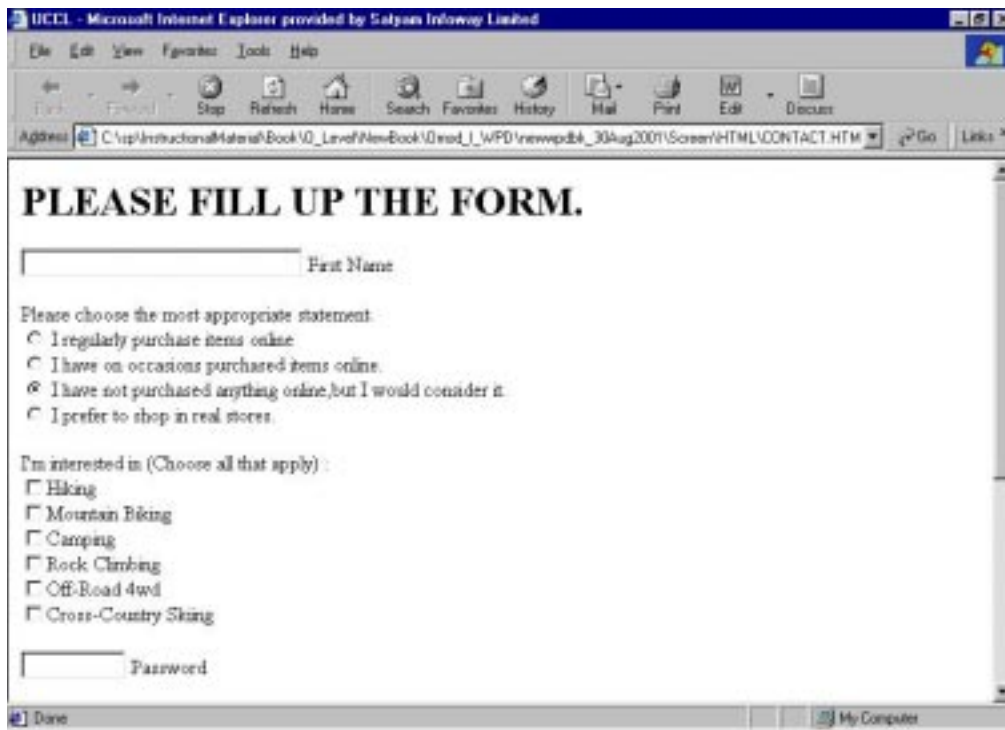 UCCL - Microsoft Internet Explorer provided by Satyam Infoway Limited
File Edit View Favorites Tools Help
Back Forward Stop Refresh Home Search Favorites History Mail Print Edit Discuss
Address C:\sp\InstructionalMaterial\Book\O_Level\NewBook\Omod_I_WPD\newwpdbk_30Aug2001\Screen\HTML\CONTACT.HTM Go Links »
PLEASE FILL UP THE FORM.
First Name
Please choose the most appropriate statement.
I regularly purchase items online
I have on occasions purchased items online.
I have not purchased anything online,but I would consider it.
I prefer to shop in real stores.
I'm interested in (Choose all that apply) :
Hiking
Mountain Biking
Camping
Rock Climbing
Off-Road 4wd
Cross-Country Skiing
Password
Done My Computer